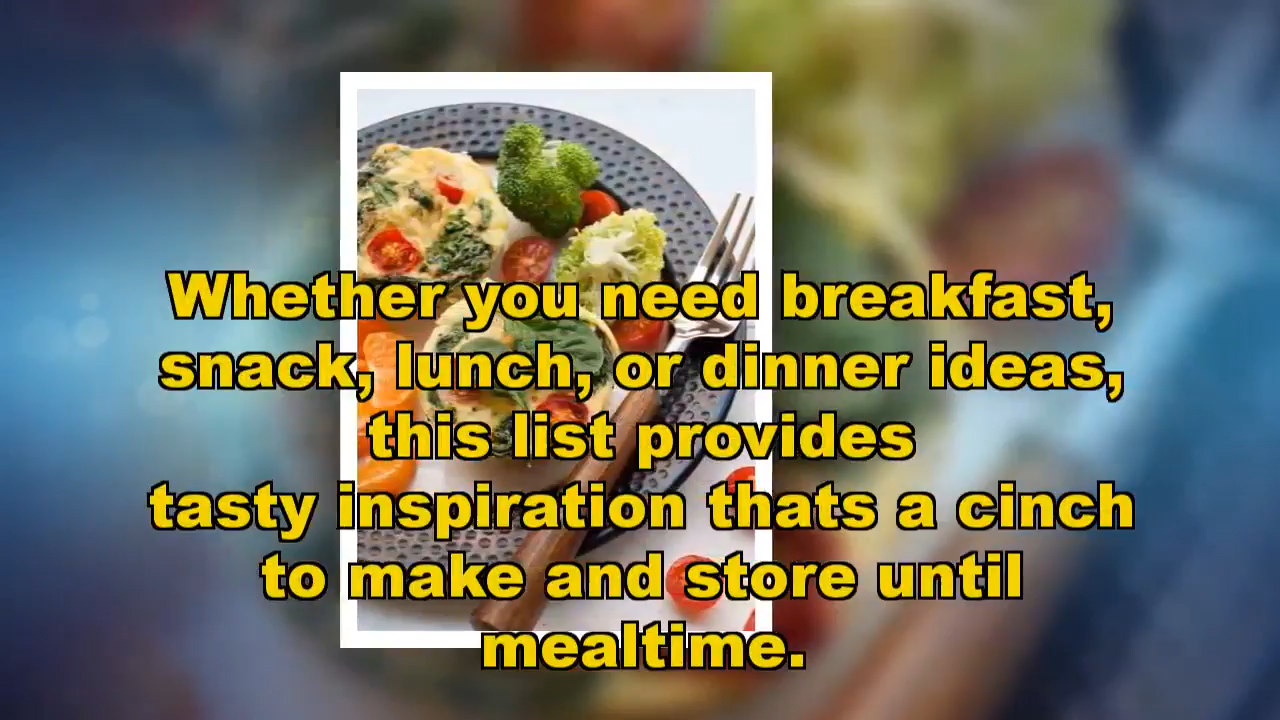 Whether you need breakfast,
snack, lunch, or dinner ideas,
this list provides
tasty inspiration thats a cinch
to make and store until
mealtime.